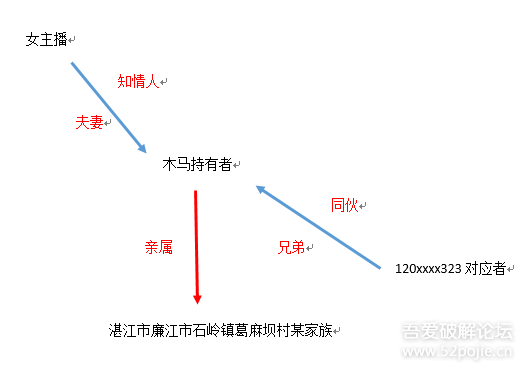 女主播
知情人
夫妻
木马持有者
同伙
亲属
兄弟
120xxxx323 对应者
湛江市廉江市石岭镇葛麻坝村某家族
吾爱破解论坛
www.52pojie.cn